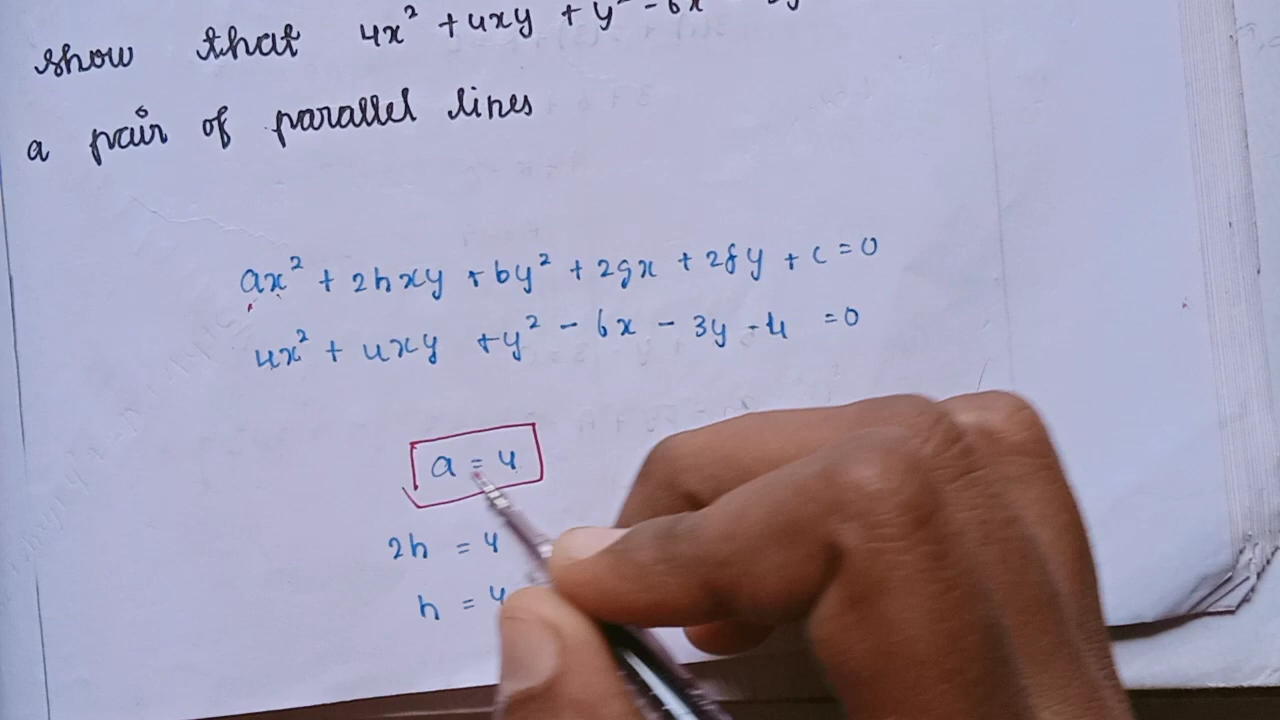 show that 4x² + 4xy + y² - 6x
a pair of parallel lines
ax² + 2hxy + by² + 2gx + 2fy + c = 0
4x² + 4xy + y² - 6x - 3y - 4 = 0
a = 4
2h = 4
h = 4